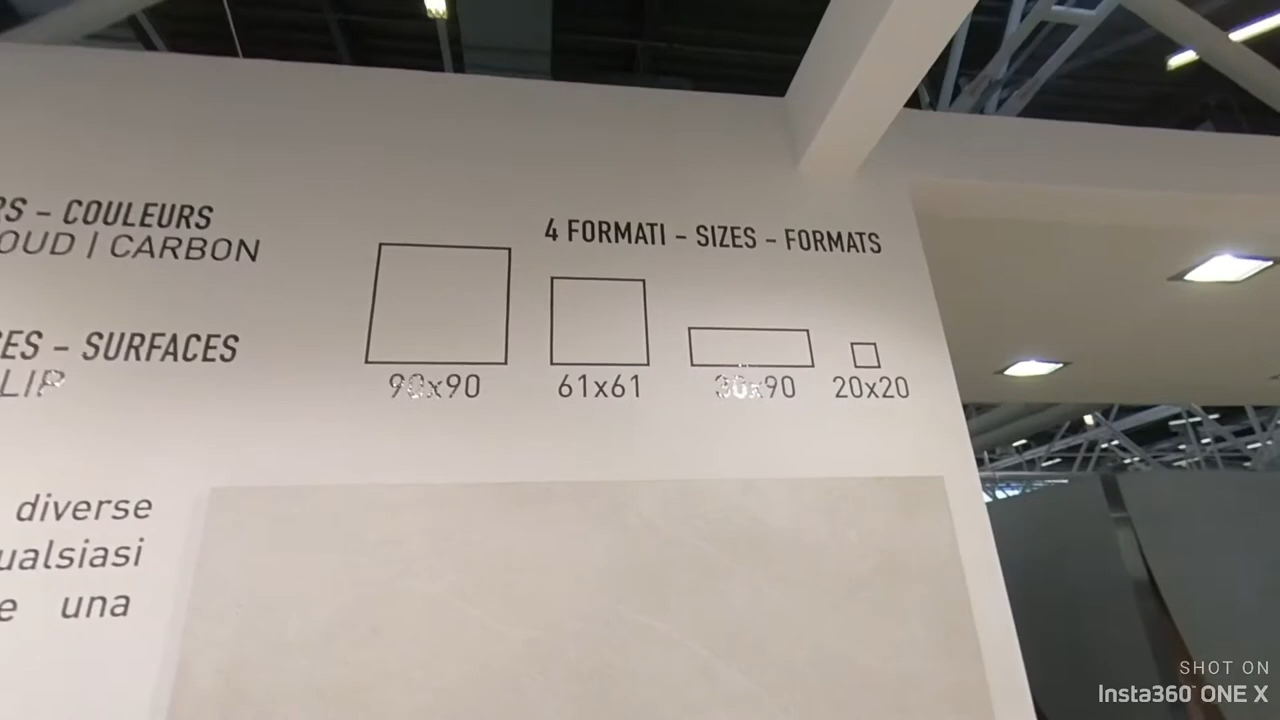 RS – COULEURS
OUD | CARBON
ES – SURFACES
LIP
4 FORMATI – SIZES – FORMATS
90x90
61x61
30x90
20x20
diverse
ualsiasi
e una
SHOT ON
Insta360 ONE X